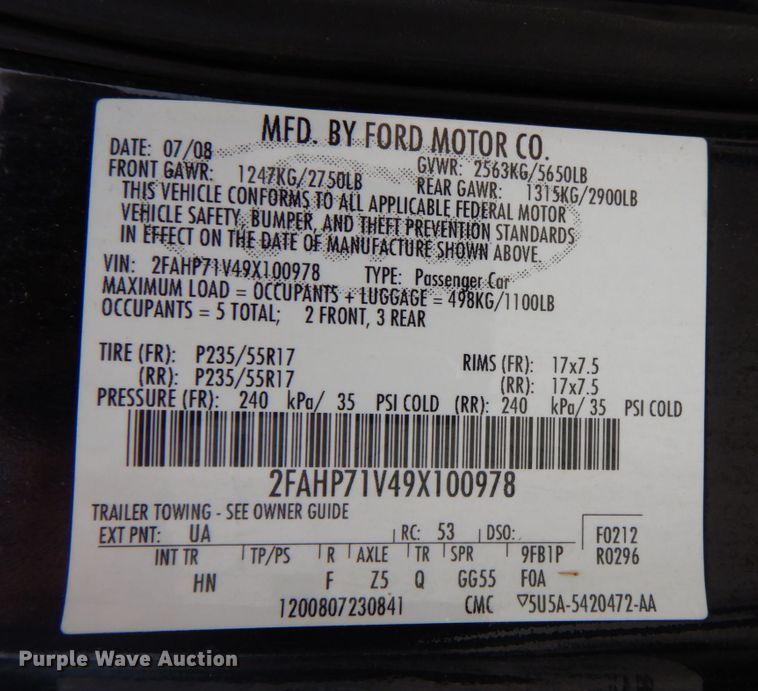 MFD. BY FORD MOTOR CO.
DATE: 07/08 GVWR: 2563KG/5650LB
FRONT GAWR: 1247KG/2750LB REAR GAWR: 1315KG/2900LB
THIS VEHICLE CONFORMS TO ALL APPLICABLE FEDERAL MOTOR
VEHICLE SAFETY, BUMPER, AND THEFT PREVENTION STANDARDS
IN EFFECT ON THE DATE OF MANUFACTURE SHOWN ABOVE.
VIN: 2FAHP71V49X100978 TYPE: Passenger Car
MAXIMUM LOAD = OCCUPANTS + LUGGAGE = 498KG/1100LB
OCCUPANTS = 5 TOTAL; 2 FRONT, 3 REAR
TIRE (FR): P235/55R17 RIMS (FR): 17x7.5
(RR): P235/55R17 (RR): 17x7.5
PRESSURE (FR): 240 kPa/ 35 PSI COLD (RR): 240 kPa/ 35 PSI COLD
2FAHP71V49X100978
TRAILER TOWING - SEE OWNER GUIDE
EXT PNT: UA RC: 53 DSO: F0212
INT TR TP/PS R AXLE TR SPR 9FB1P R0296
HN F Z5 Q GG55 F0A
1200807230841 CMC 5U5A-5420472-AA
Purple Wave Auction